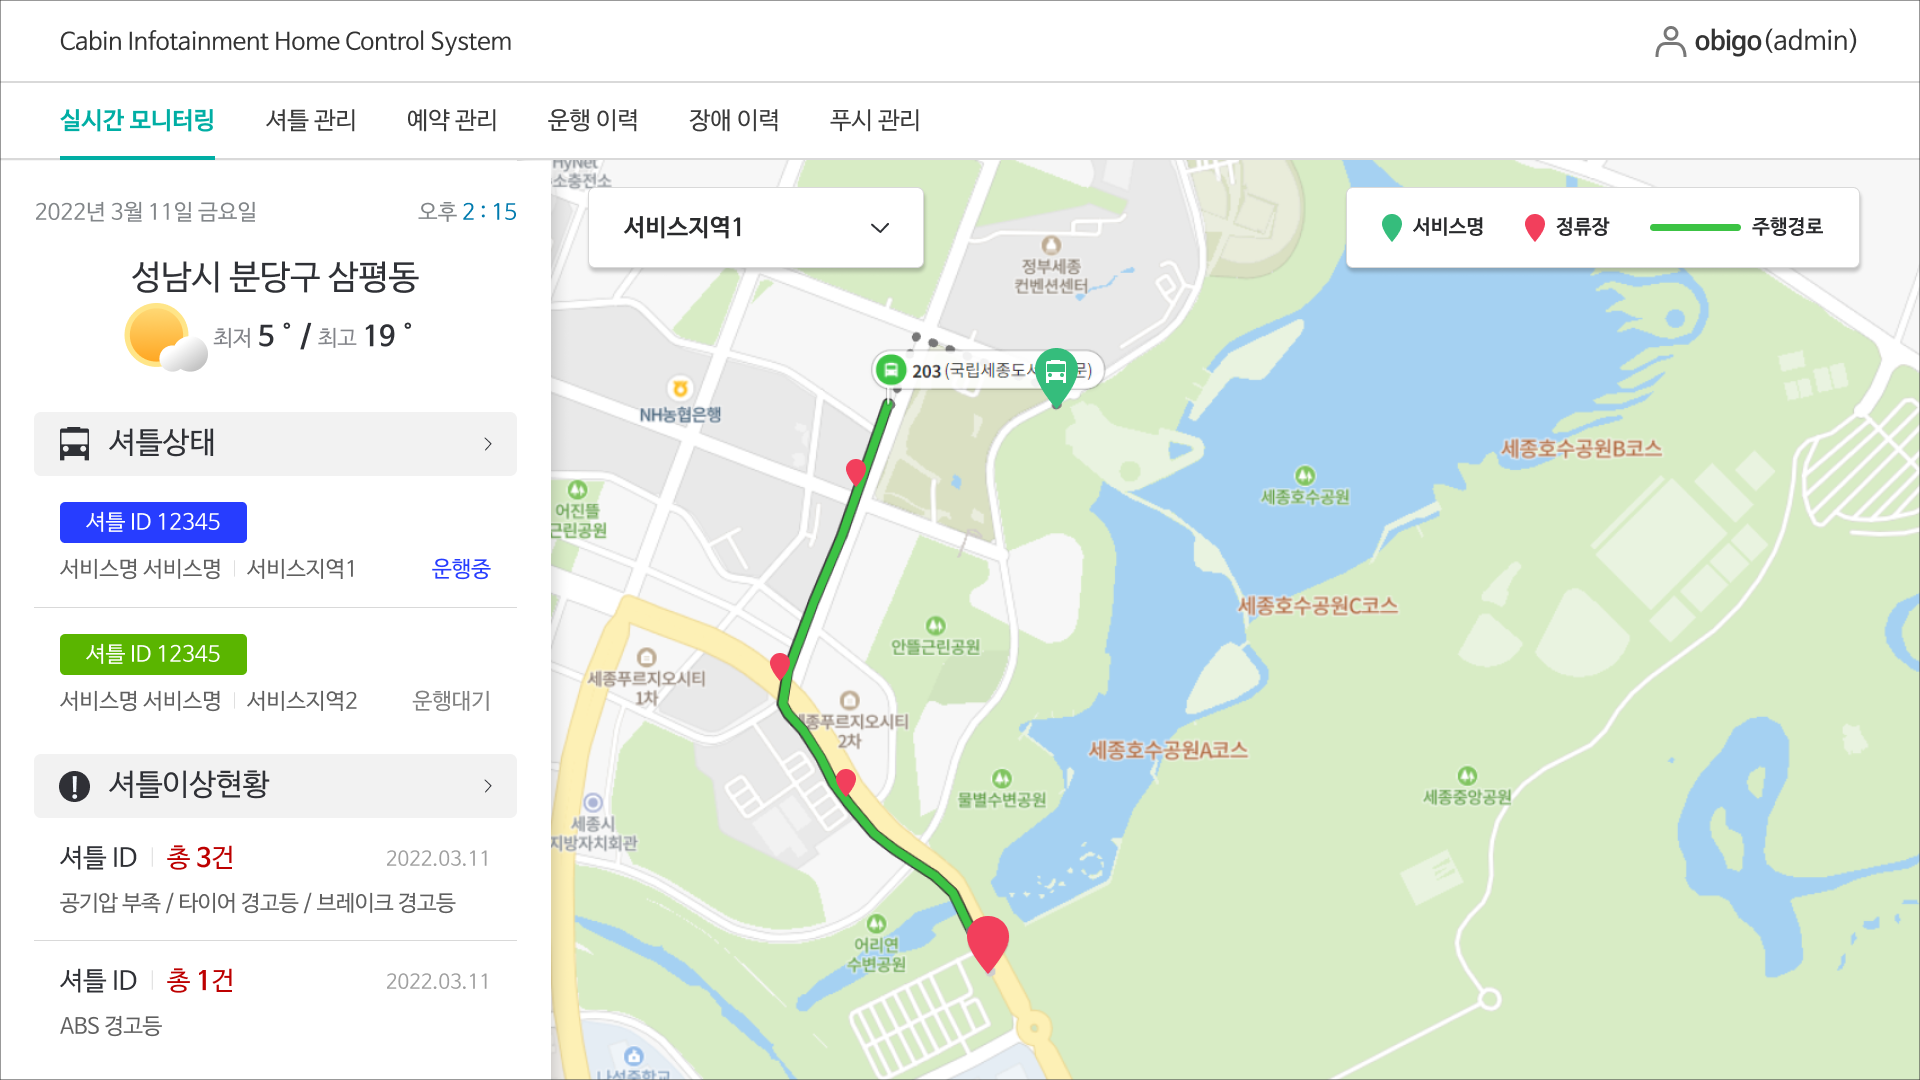 Cabin Infotainment Home Control System
obigo(admin)
실시간 모니터링 셔틀 관리 예약 관리 운행 이력 장애 이력 푸시 관리
2022년 3월 11일 금요일 오후 2 : 15
성남시 분당구 삼평동
최저 5 ˚ / 최고 19 ˚
셔틀상태
셔틀 ID 12345
서비스명 서비스명 서비스지역1 운행중
셔틀 ID 12345
서비스명 서비스명 서비스지역2 운행대기
셔틀이상현황
셔틀 ID 총 3건 2022.03.11
공기압 부족 / 타이어 경고등 / 브레이크 경고등
셔틀 ID 총 1건 2022.03.11
ABS 경고등
HyNet
소충전소
서비스지역1
서비스명 정류장 주행경로
정부세종
컨벤션센터
203 (국립세종도서 문)
NH농협은행
세종호수공원B코스
세종호수공원
어진뜰
근린공원
세종호수공원C코스
안뜰근린공원
세종푸르지오시티
1차
세종푸르지오시티
2차
세종호수공원A코스
물별수변공원
세종중앙공원
세종시
지방자치회관
어리연
수변공원
나성중학교